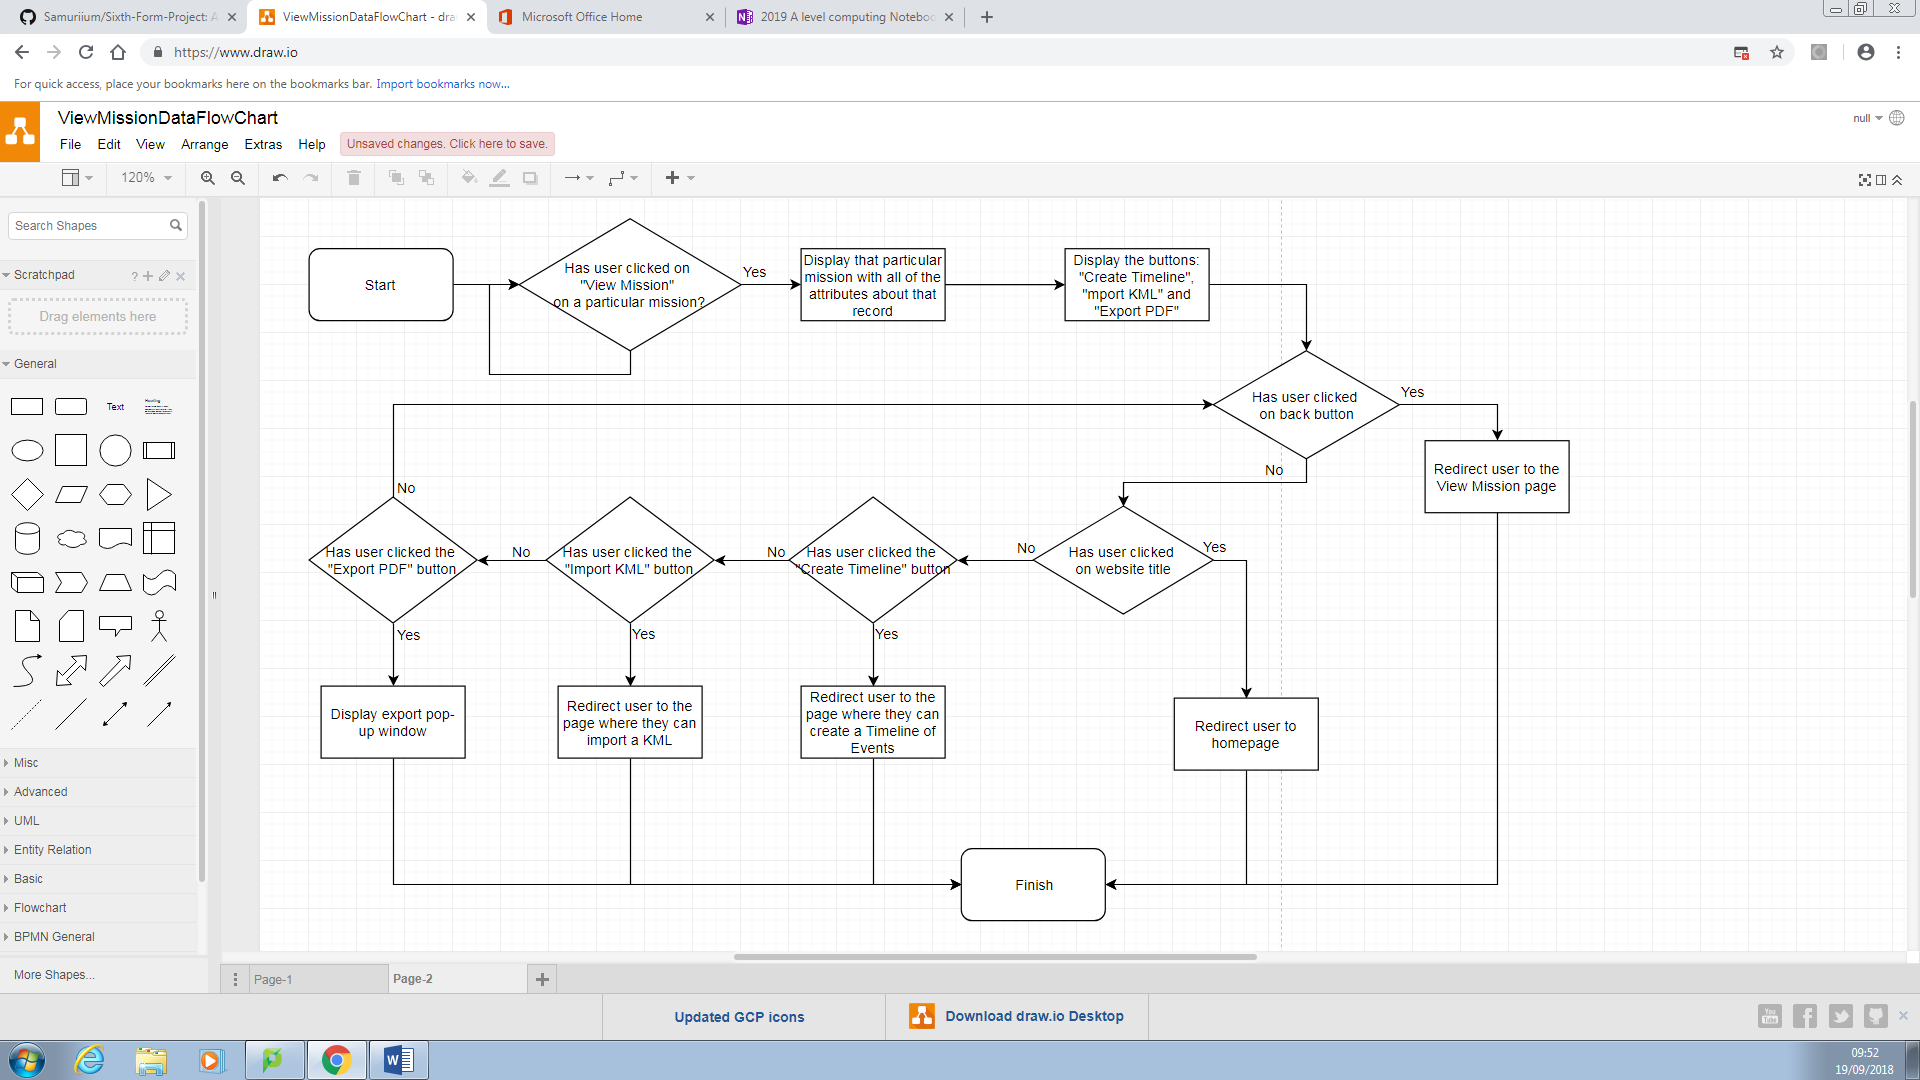 Samuriium/Sixth-Form-Project: A
ViewMissionDataFlowChart - dra
Microsoft Office Home
2019 A level computing Noteboo
https://www.draw.io
For quick access, place your bookmarks here on the bookmarks bar. Import bookmarks now...
ViewMissionDataFlowChart
null
File Edit View Arrange Extras Help Unsaved changes. Click here to save.
120%
Search Shapes
Scratchpad
?
Drag elements here
General
Text
Heading
Misc
Advanced
UML
Entity Relation
Basic
Flowchart
BPMN General
More Shapes...
Start
Has user clicked on
"View Mission"
on a particular mission?
Yes
Display that particular
mission with all of the
attributes about that
record
Display the buttons:
"Create Timeline",
"mport KML" and
"Export PDF"
Has user clicked
on back button
Yes
Redirect user to the
View Mission page
No
Has user clicked
on website title
Yes
Redirect user to
homepage
No
Has user clicked the
"Create Timeline" button
Yes
Redirect user to the
page where they can
create a Timeline of
Events
No
Has user clicked the
"Import KML" button
Yes
Redirect user to the
page where they can
import a KML
No
Has user clicked the
"Export PDF" button
No
Yes
Display export pop-
up window
Finish
Page-1
Page-2
Updated GCP icons
Download draw.io Desktop
You
Tube
09:52
19/09/2018